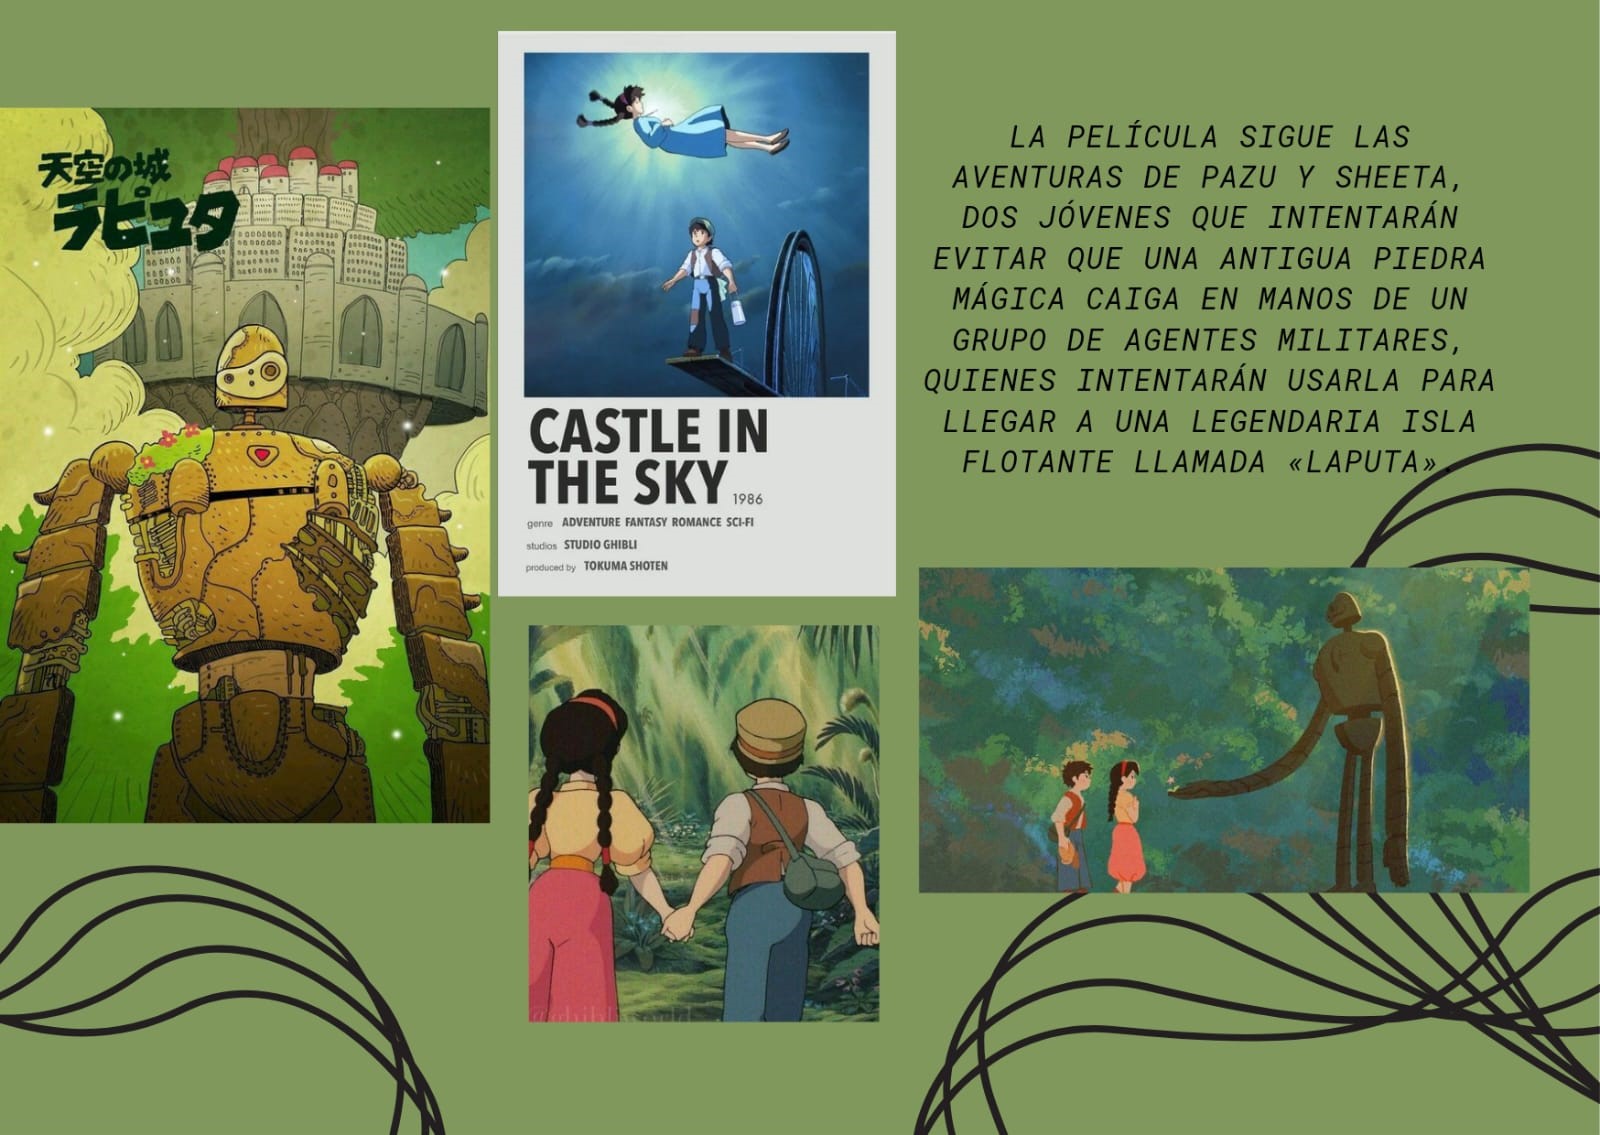 天空の城
ラピュタ
CASTLE IN
THE SKY 1986
genre ADVENTURE FANTASY ROMANCE SCI-FI
studios STUDIO GHIBLI
produced by TOKUMA SHOTEN
LA PELÍCULA SIGUE LAS
AVENTURAS DE PAZU Y SHEETA,
DOS JÓVENES QUE INTENTARÁN
EVITAR QUE UNA ANTIGUA PIEDRA
MÁGICA CAIGA EN MANOS DE UN
GRUPO DE AGENTES MILITARES,
QUIENES INTENTARÁN USARLA PARA
LLEGAR A UNA LEGENDARIA ISLA
FLOTANTE LLAMADA «LAPUTA».